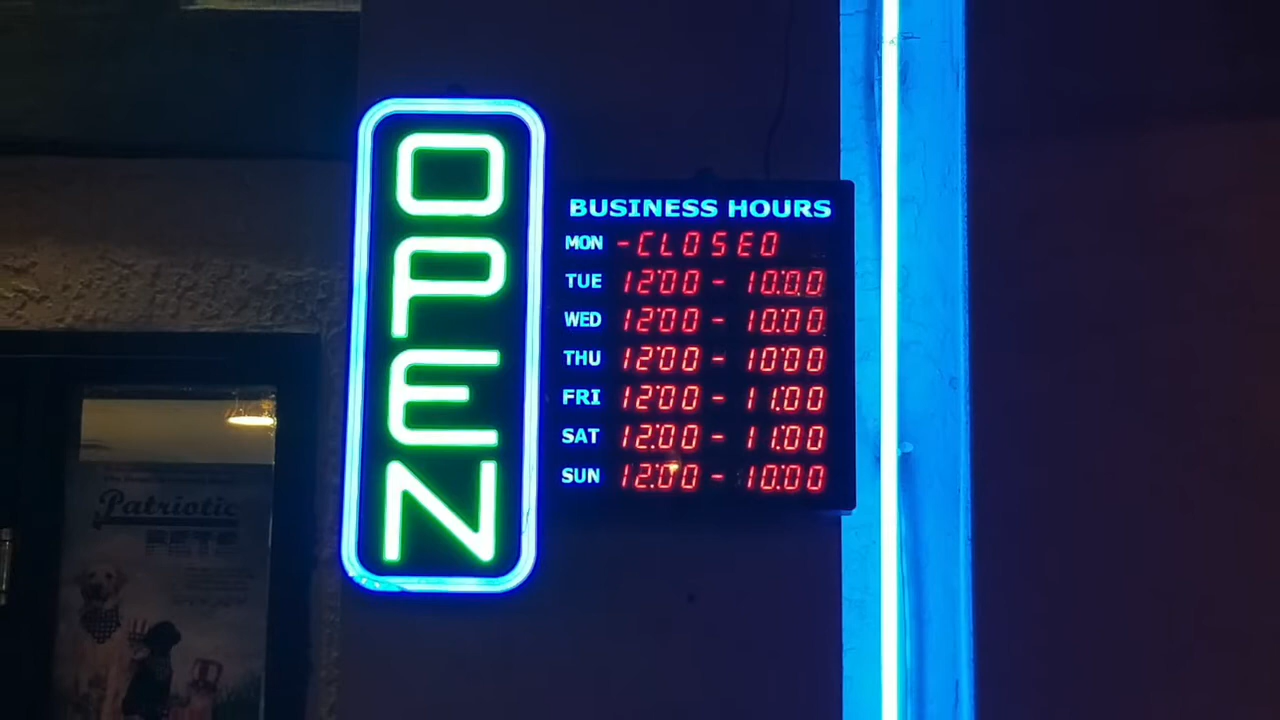 OPEN
BUSINESS HOURS
MON -CLOSED
TUE 12:00 - 10:00
WED 12:00 - 10:00
THU 12:00 - 10:00
FRI 12:00 - 11:00
SAT 12:00 - 11:00
SUN 12:00 - 10:00
Patriotic